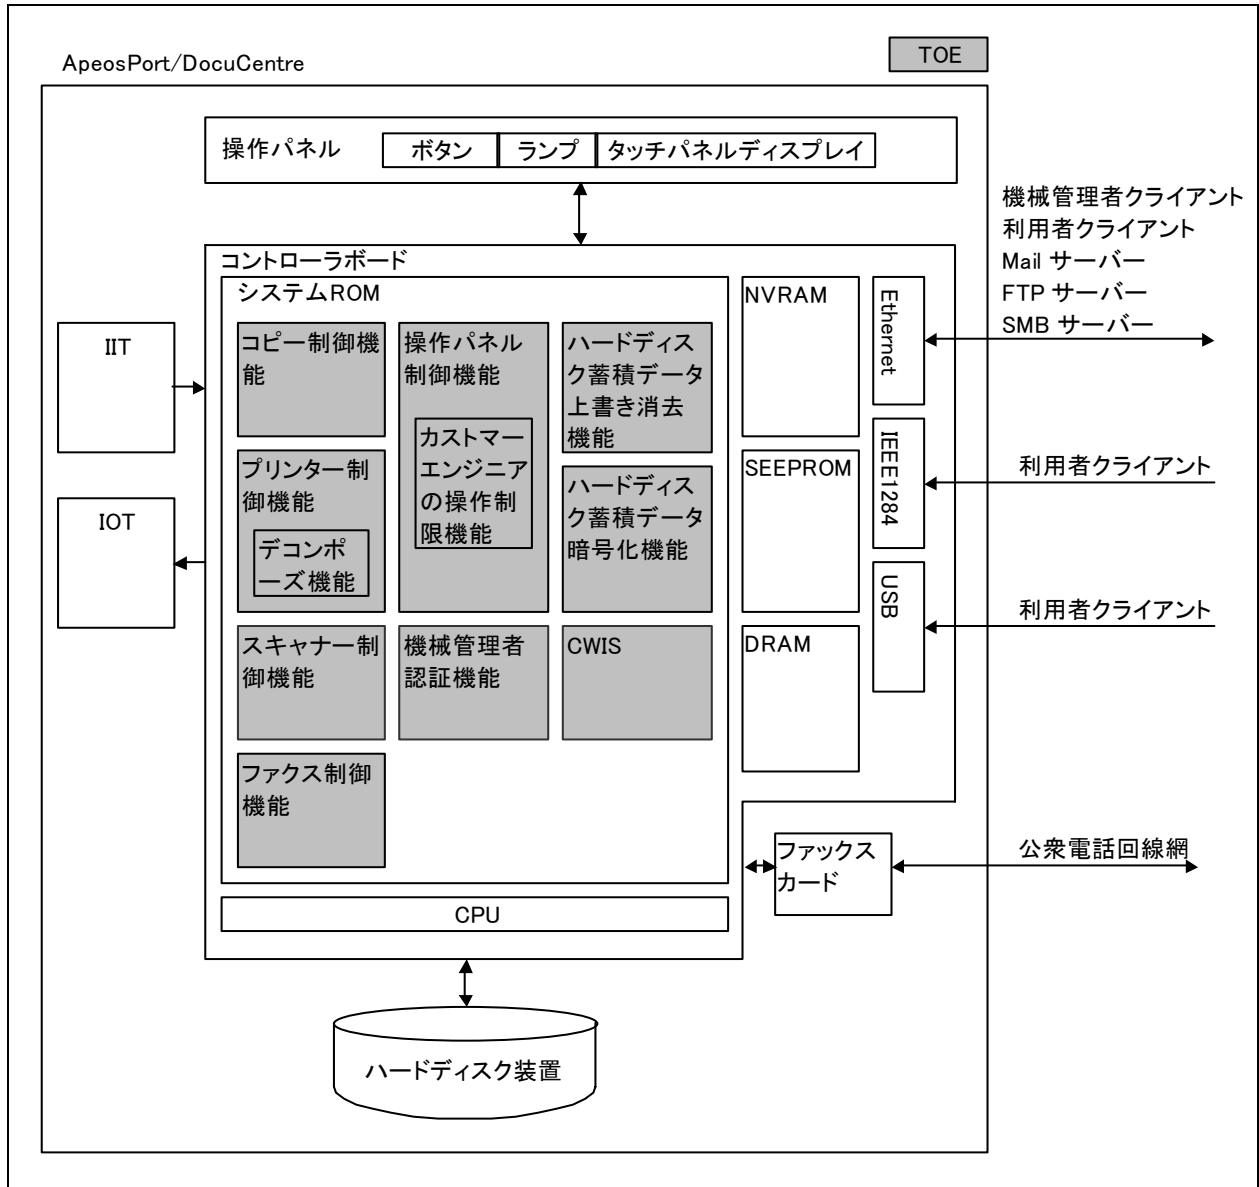 TOE
ApeosPort/DocuCentre
操作パネル
ボタン
ランプ
タッチパネルディスプレイ
機械管理者クライアント
利用者クライアント
Mail サーバー
FTP サーバー
SMB サーバー
コントローラボード
システムROM
IIT
IOT
コピー制御機
能
操作パネル
制御機能
カストマー
エンジニア
の操作制
限機能
ハードディス
ク蓄積データ
上書き消去
機能
プリンター制
御機能
デコンポ
ーズ機能
ハードディス
ク蓄積データ
暗号化機能
スキャナー制
御機能
機械管理者
認証機能
CWIS
ファクス制御
機能
NVRAM
SEEPROM
DRAM
Ethernet
IEEE1284
USB
利用者クライアント
利用者クライアント
ファックス
カード
公衆電話回線網
CPU
ハードディスク装置